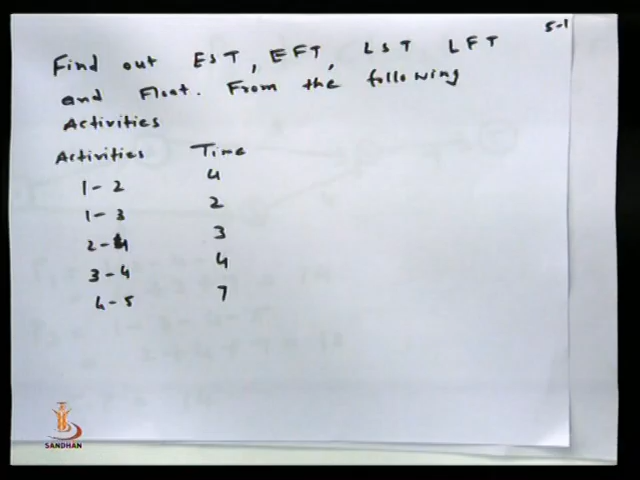 5-1
Find out EST, EFT, LST LFT
and Float. From the following
Activities
Activities Time
1-2 4
1-3 2
2-4 3
3-4 4
4-5 7
SANDHAN